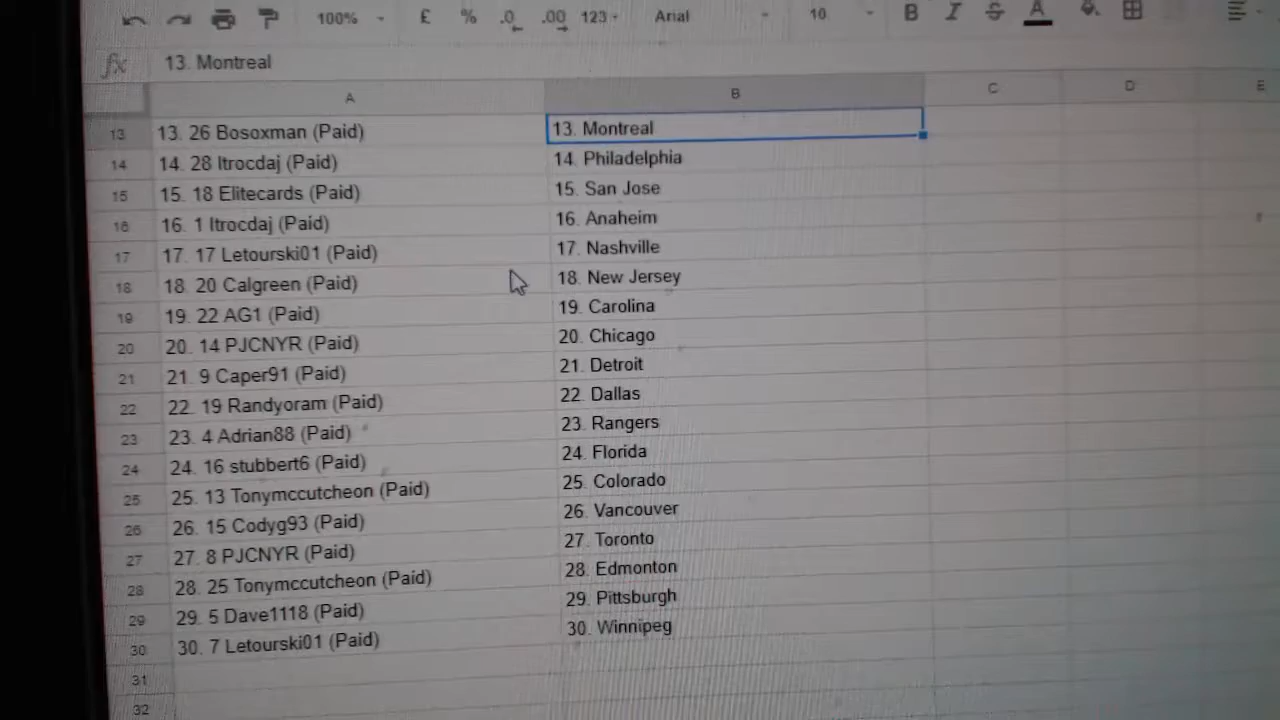 100% £ % .0 .00 123 Arial 10 B I S A
fx 13. Montreal
A B C D E
13 13. 26 Bosoxman (Paid) 13. Montreal
14 14. 28 Itrocdaj (Paid) 14. Philadelphia
15 15. 18 Elitecards (Paid) 15. San Jose
16 16. 1 Itrocdaj (Paid) 16. Anaheim
17 17. 17 Letourski01 (Paid) 17. Nashville
18 18. 20 Calgreen (Paid) 18. New Jersey
19 19. 22 AG1 (Paid) 19. Carolina
20 20. 14 PJCNYR (Paid) 20. Chicago
21 21. 9 Caper91 (Paid) 21. Detroit
22 22. 19 Randyoram (Paid) 22. Dallas
23 23. 4 Adrian88 (Paid) 23. Rangers
24 24. 16 stubbert6 (Paid) 24. Florida
25 25. 13 Tonymccutcheon (Paid) 25. Colorado
26 26. 15 Codyg93 (Paid) 26. Vancouver
27 27. 8 PJCNYR (Paid) 27. Toronto
28 28. 25 Tonymccutcheon (Paid) 28. Edmonton
29 29. 5 Dave1118 (Paid) 29. Pittsburgh
30 30. 7 Letourski01 (Paid) 30. Winnipeg
31
32